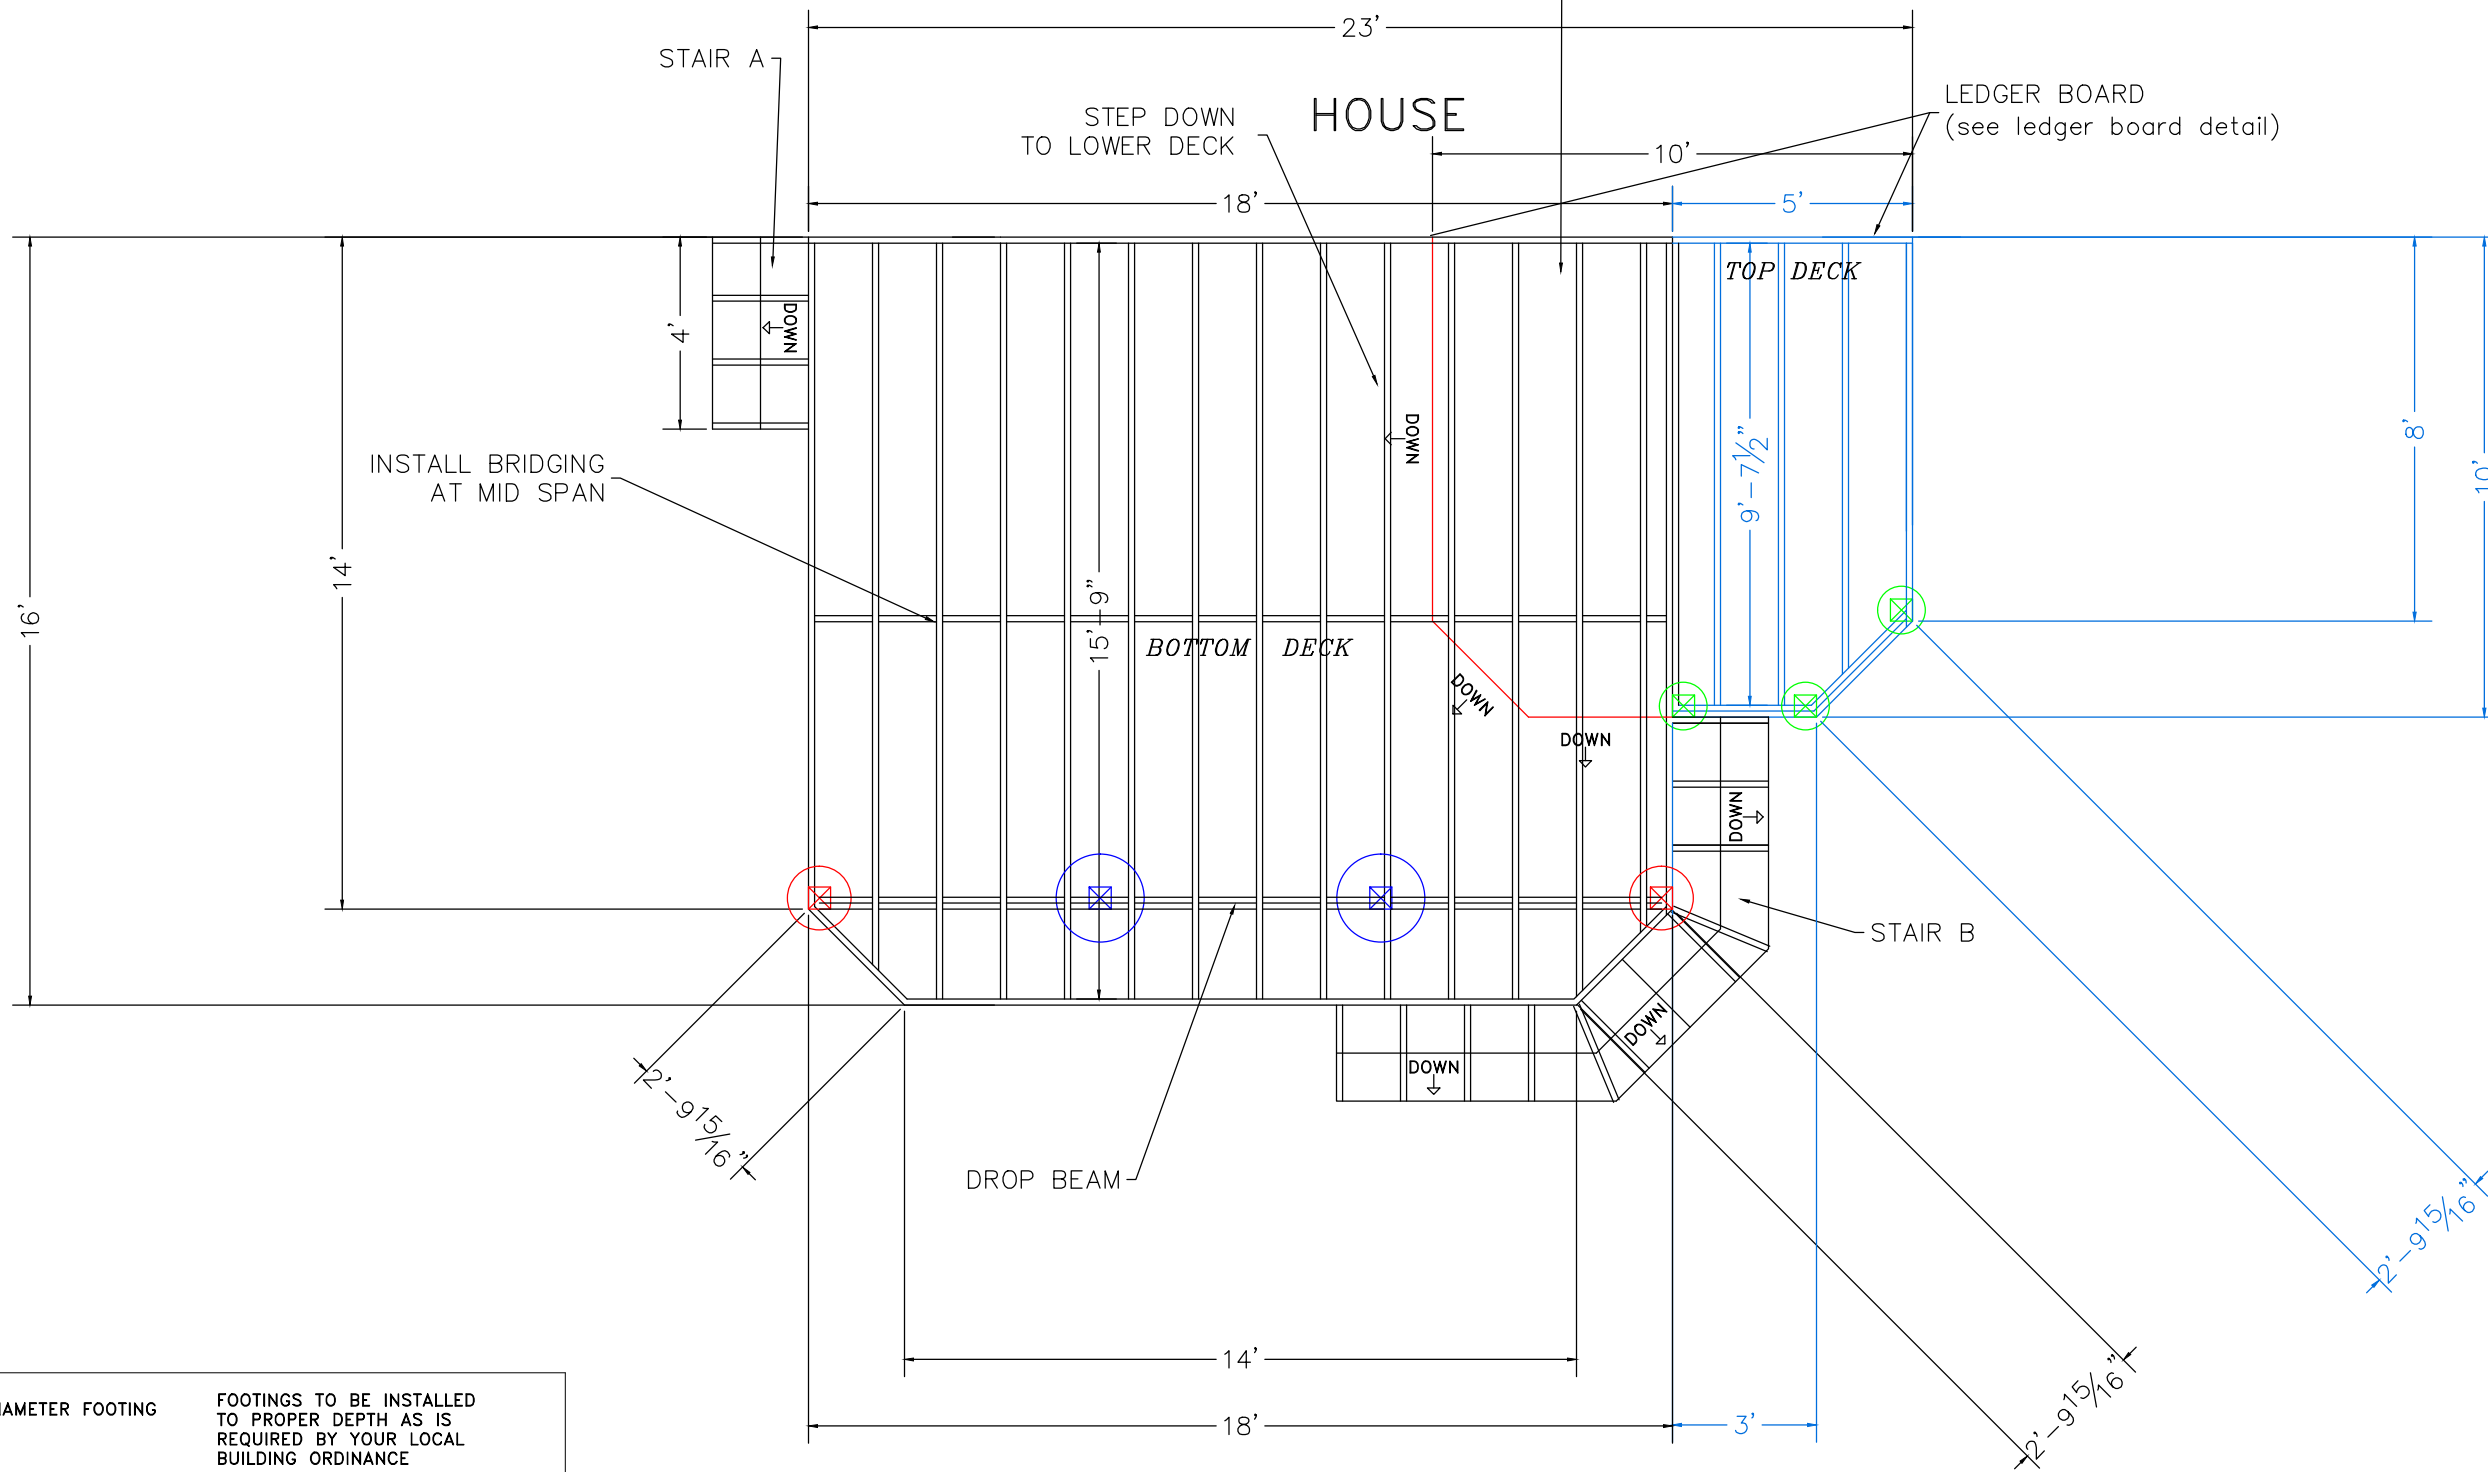 23'
STAIR A
STEP DOWN
TO LOWER DECK
HOUSE
LEDGER BOARD
(see ledger board detail)
10'
18'
5'
TOP DECK
DOWN
4'
DOWN
8'
9'-7 1/2"
10'
INSTALL BRIDGING
AT MID SPAN
14'
16'
15'-9"
BOTTOM DECK
DOWN
DOWN
DOWN
STAIR B
DOWN
DOWN
2'-9 15/16"
DROP BEAM
2'-9 15/16"
14'
2'-9 15/16"
18'
3'
FOOTING
FOOTINGS TO BE INSTALLED
TO PROPER DEPTH AS IS
REQUIRED BY YOUR LOCAL
BUILDING ORDINANCE